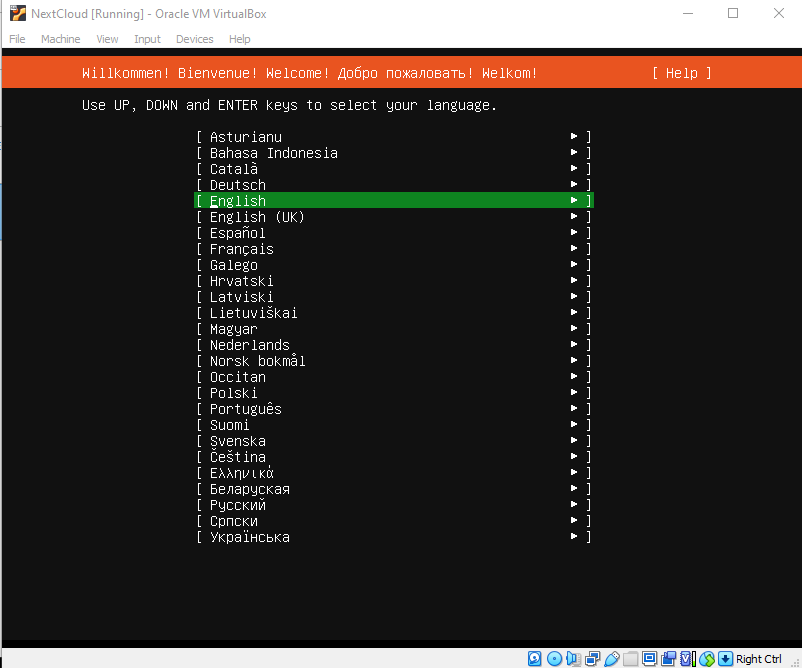 NextCloud [Running] - Oracle VM VirtualBox
File Machine View Input Devices Help
Willkommen! Bienvenue! Welcome! Добро пожаловать! Welkom! [ Help ]
Use UP, DOWN and ENTER keys to select your language.
[ Asturianu ► ]
[ Bahasa Indonesia ► ]
[ Català ► ]
[ Deutsch ► ]
[ English ► ]
[ English (UK) ► ]
[ Español ► ]
[ Français ► ]
[ Galego ► ]
[ Hrvatski ► ]
[ Latviski ► ]
[ Lietuviškai ► ]
[ Magyar ► ]
[ Nederlands ► ]
[ Norsk bokmål ► ]
[ Occitan ► ]
[ Polski ► ]
[ Português ► ]
[ Suomi ► ]
[ Svenska ► ]
[ Čeština ► ]
[ Ελληνικά ► ]
[ Беларуская ► ]
[ Русский ► ]
[ Српски ► ]
[ Українська ► ]
Right Ctrl